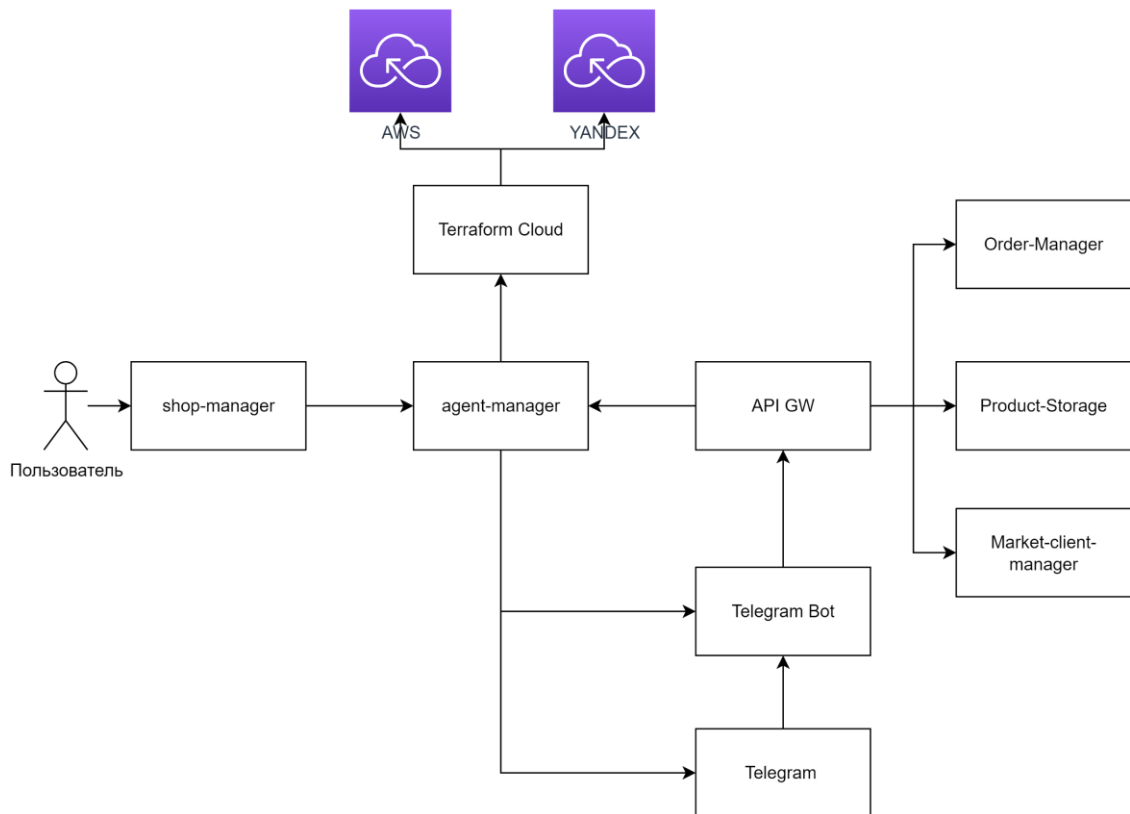 AWS
YANDEX
Terraform Cloud
Order-Manager
shop-manager
agent-manager
API GW
Product-Storage
Пользователь
Market-client-
manager
Telegram Bot
Telegram